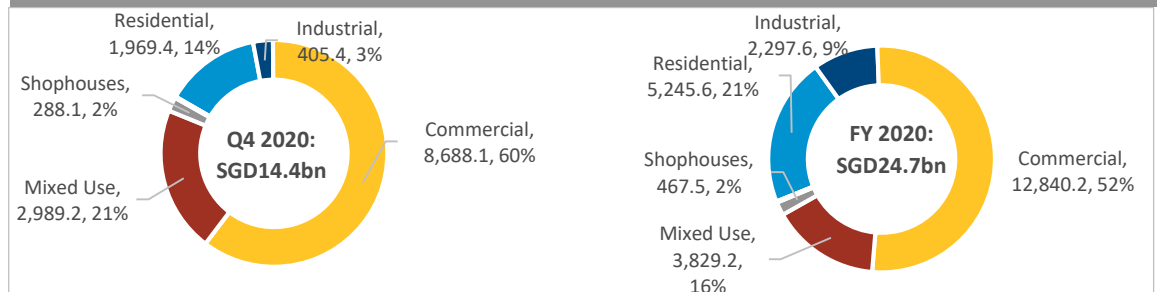 Residential,
1,969.4, 14%
Industrial,
405.4, 3%
Shophouses,
288.1, 2%
Q4 2020:
SGD14.4bn
Commercial,
8,688.1, 60%
Mixed Use,
2,989.2, 21%
Industrial,
2,297.6, 9%
Residential,
5,245.6, 21%
Shophouses,
467.5, 2%
FY 2020:
SGD24.7bn
Commercial,
12,840.2, 52%
Mixed Use,
3,829.2,
16%